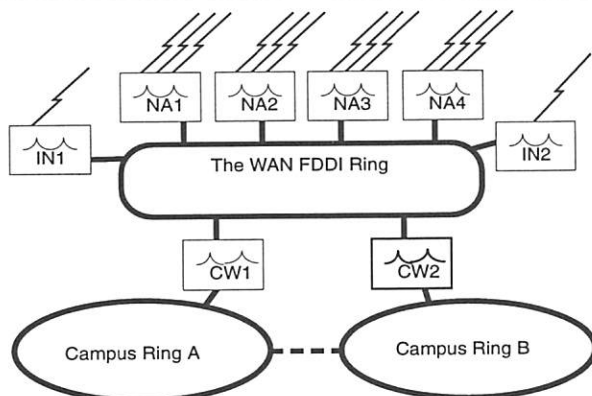 NA1
NA2
NA3
NA4
IN1
The WAN FDDI Ring
IN2
CW1
CW2
Campus Ring A
Campus Ring B